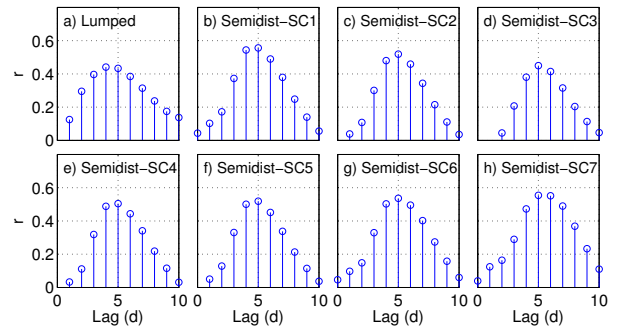 a) Lumped b) Semidist−SC1 c) Semidist−SC2 d) Semidist−SC3
0.6
0.4
0.2
0
r
e) Semidist−SC4 f) Semidist−SC5 g) Semidist−SC6 h) Semidist−SC7
0.6
0.4
0.2
0
r
0 5 10 0 5 10 0 5 10 0 5 10
Lag (d) Lag (d) Lag (d) Lag (d)